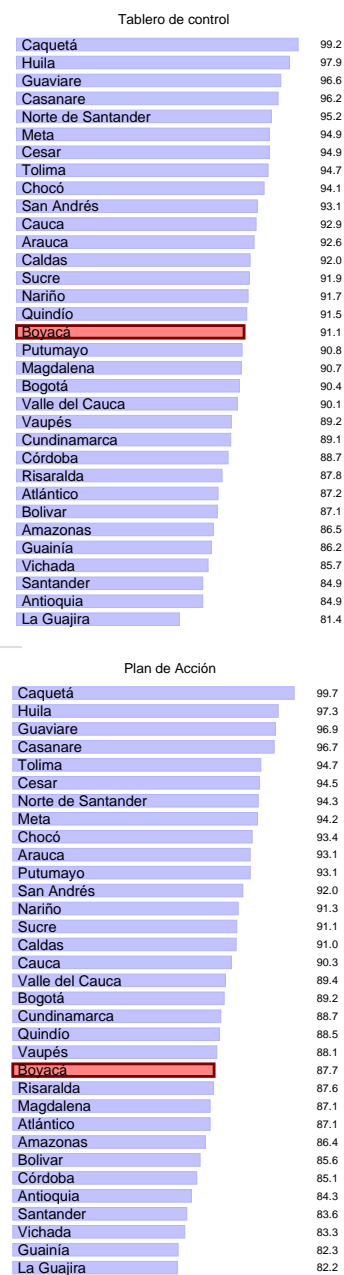 Tablero de control
Caquetá 99.2
Huila 97.9
Guaviare 96.6
Casanare 96.2
Norte de Santander 95.2
Meta 94.9
Cesar 94.9
Tolima 94.7
Chocó 94.1
San Andrés 93.1
Cauca 92.9
Arauca 92.6
Caldas 92.0
Sucre 91.9
Nariño 91.7
Quindío 91.5
Boyacá 91.1
Putumayo 90.8
Magdalena 90.7
Bogotá 90.4
Valle del Cauca 90.1
Vaupés 89.2
Cundinamarca 89.1
Córdoba 88.7
Risaralda 87.8
Atlántico 87.2
Bolivar 87.1
Amazonas 86.5
Guainía 86.2
Vichada 85.7
Santander 84.9
Antioquia 84.9
La Guajira 81.4
Plan de Acción
Caquetá 99.7
Huila 97.3
Guaviare 96.9
Casanare 96.7
Tolima 94.7
Cesar 94.5
Norte de Santander 94.3
Meta 94.2
Chocó 93.4
Arauca 93.1
Putumayo 93.1
San Andrés 92.0
Nariño 91.3
Sucre 91.1
Caldas 91.0
Cauca 90.3
Valle del Cauca 89.4
Bogotá 89.2
Cundinamarca 88.7
Quindío 88.5
Vaupés 88.1
Boyacá 87.7
Risaralda 87.6
Magdalena 87.1
Atlántico 87.1
Amazonas 86.4
Bolivar 85.6
Córdoba 85.1
Antioquia 84.3
Santander 83.6
Vichada 83.3
Guainía 82.3
La Guajira 82.2